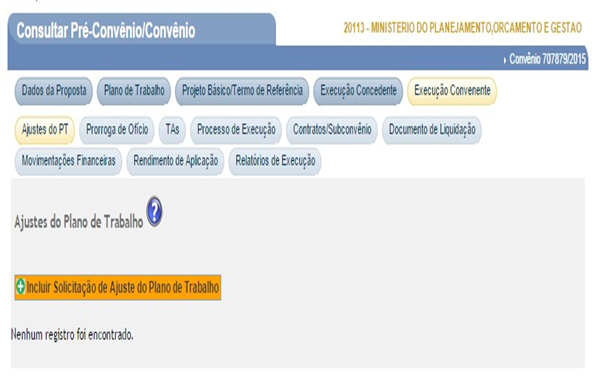 Consultar Pré-Convênio/Convênio
20113 - MINISTERIO DO PLANEJAMENTO,ORCAMENTO E GESTAO
Convênio 707879/2015
Dados da Proposta Plano de Trabalho Projeto Básico/Termo de Referência Execução Concedente Execução Convenente
Ajustes do PT Prorroga de Ofício TAs Processo de Execução Contratos/Subconvênio Documento de Liquidação
Movimentações Financeiras Rendimento de Aplicação Relatórios de Execução
Ajustes do Plano de Trabalho ?
Incluir Solicitação de Ajuste do Plano de Trabalho
Nenhum registro foi encontrado.